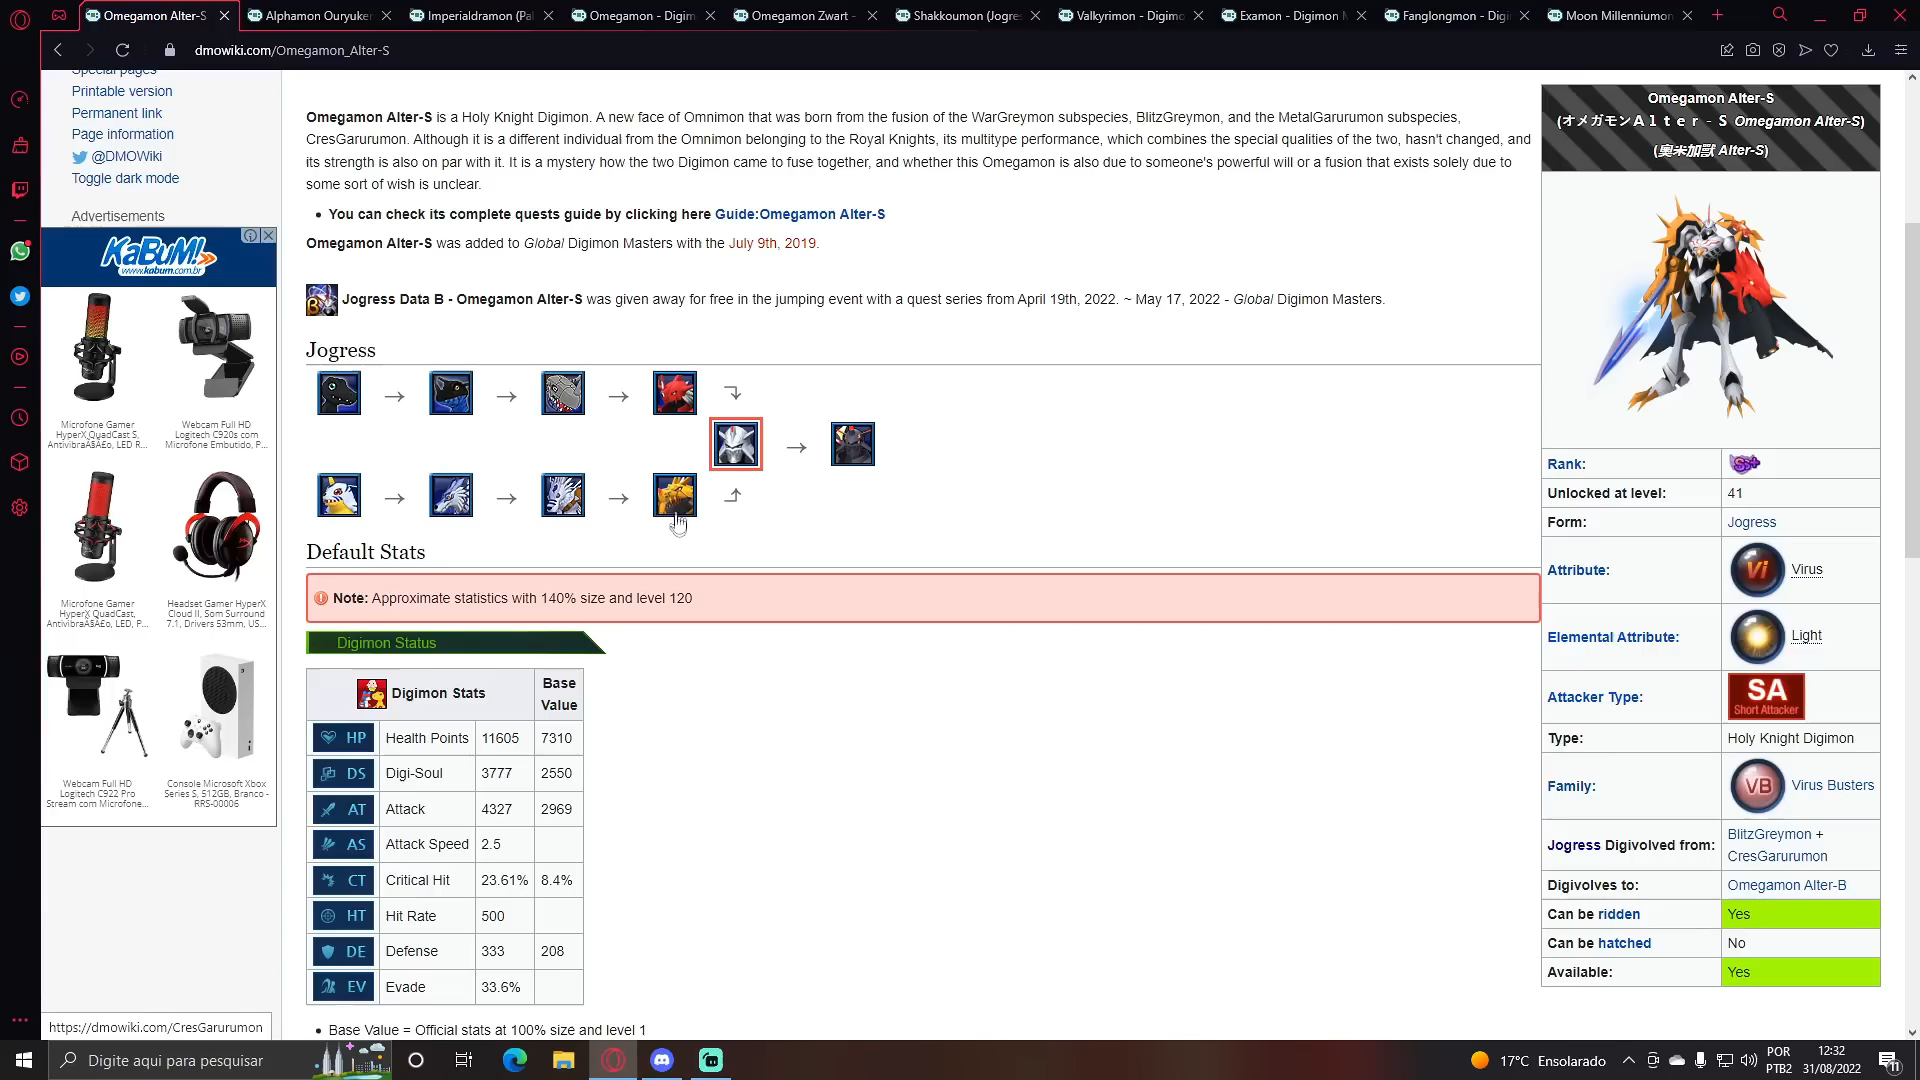 Omegamon Alter-S
Alphamon Ouryuken
Imperialdramon (Pal
Omegamon - Digim
Omegamon Zwart -
Shakkoumon (Jogres
Valkyrimon - Digimo
Examon - Digimon M
Fanglongmon - Digi
Moon Millenniumon
dmowiki.com/Omegamon_Alter-S
Special pages
Printable version
Permanent link
Page information
@DMOWiki
Toggle dark mode
Advertisements
KaBuM!
www.kabum.com.br
Microfone Gamer
HyperX QuadCast S,
AntivibraÃ§Ã£o, LED R...
Webcam Full HD
Logitech C920s com
Microfone Embutido, P...
Microfone Gamer
HyperX QuadCast,
AntivibraÃ§Ã£o, LED, P...
Headset Gamer HyperX
Cloud II, Som Surround
7.1, Drivers 53mm, US...
Webcam Full HD
Logitech C922 Pro
Stream com Microfone...
Console Microsoft Xbox
Series S, 512GB, Branco -
RRS-00006
https://dmowiki.com/CresGarurumon
Omegamon Alter-S is a Holy Knight Digimon. A new face of Omnimon that was born from the fusion of the WarGreymon subspecies, BlitzGreymon, and the MetalGarurumon subspecies,
CresGarurumon. Although it is a different individual from the Omnimon belonging to the Royal Knights, its multitype performance, which combines the special qualities of the two, hasn't changed, and
its strength is also on par with it. It is a mystery how the two Digimon came to fuse together, and whether this Omegamon is also due to someone's powerful will or a fusion that exists solely due to
some sort of wish is unclear.
You can check its complete quests guide by clicking here Guide:Omegamon Alter-S
Omegamon Alter-S was added to Global Digimon Masters with the July 9th, 2019.
Jogress Data B - Omegamon Alter-S was given away for free in the jumping event with a quest series from April 19th, 2022. ~ May 17, 2022 - Global Digimon Masters.
Jogress
Default Stats
Note: Approximate statistics with 140% size and level 120
Digimon Status
Digimon Stats Base Value
HP Health Points 11605 7310
DS Digi-Soul 3777 2550
AT Attack 4327 2969
AS Attack Speed 2.5
CT Critical Hit 23.61% 8.4%
HT Hit Rate 500
DE Defense 333 208
EV Evade 33.6%
Base Value = Official stats at 100% size and level 1
Omegamon Alter-S
(オメガモンＡｌｔｅｒ－Ｓ Omegamon Alter-S)
(奥米加獣 Alter-S)
Rank: SS+
Unlocked at level: 41
Form: Jogress
Attribute: Vi Virus
Elemental Attribute: Light
Attacker Type: SA Short Attacker
Type: Holy Knight Digimon
Family: VB Virus Busters
Jogress Digivolved from: BlitzGreymon +
CresGarurumon
Digivolves to: Omegamon Alter-B
Can be ridden Yes
Can be hatched No
Available: Yes
Digite aqui para pesquisar
17°C Ensolarado
POR
PTB2
12:32
31/08/2022
11